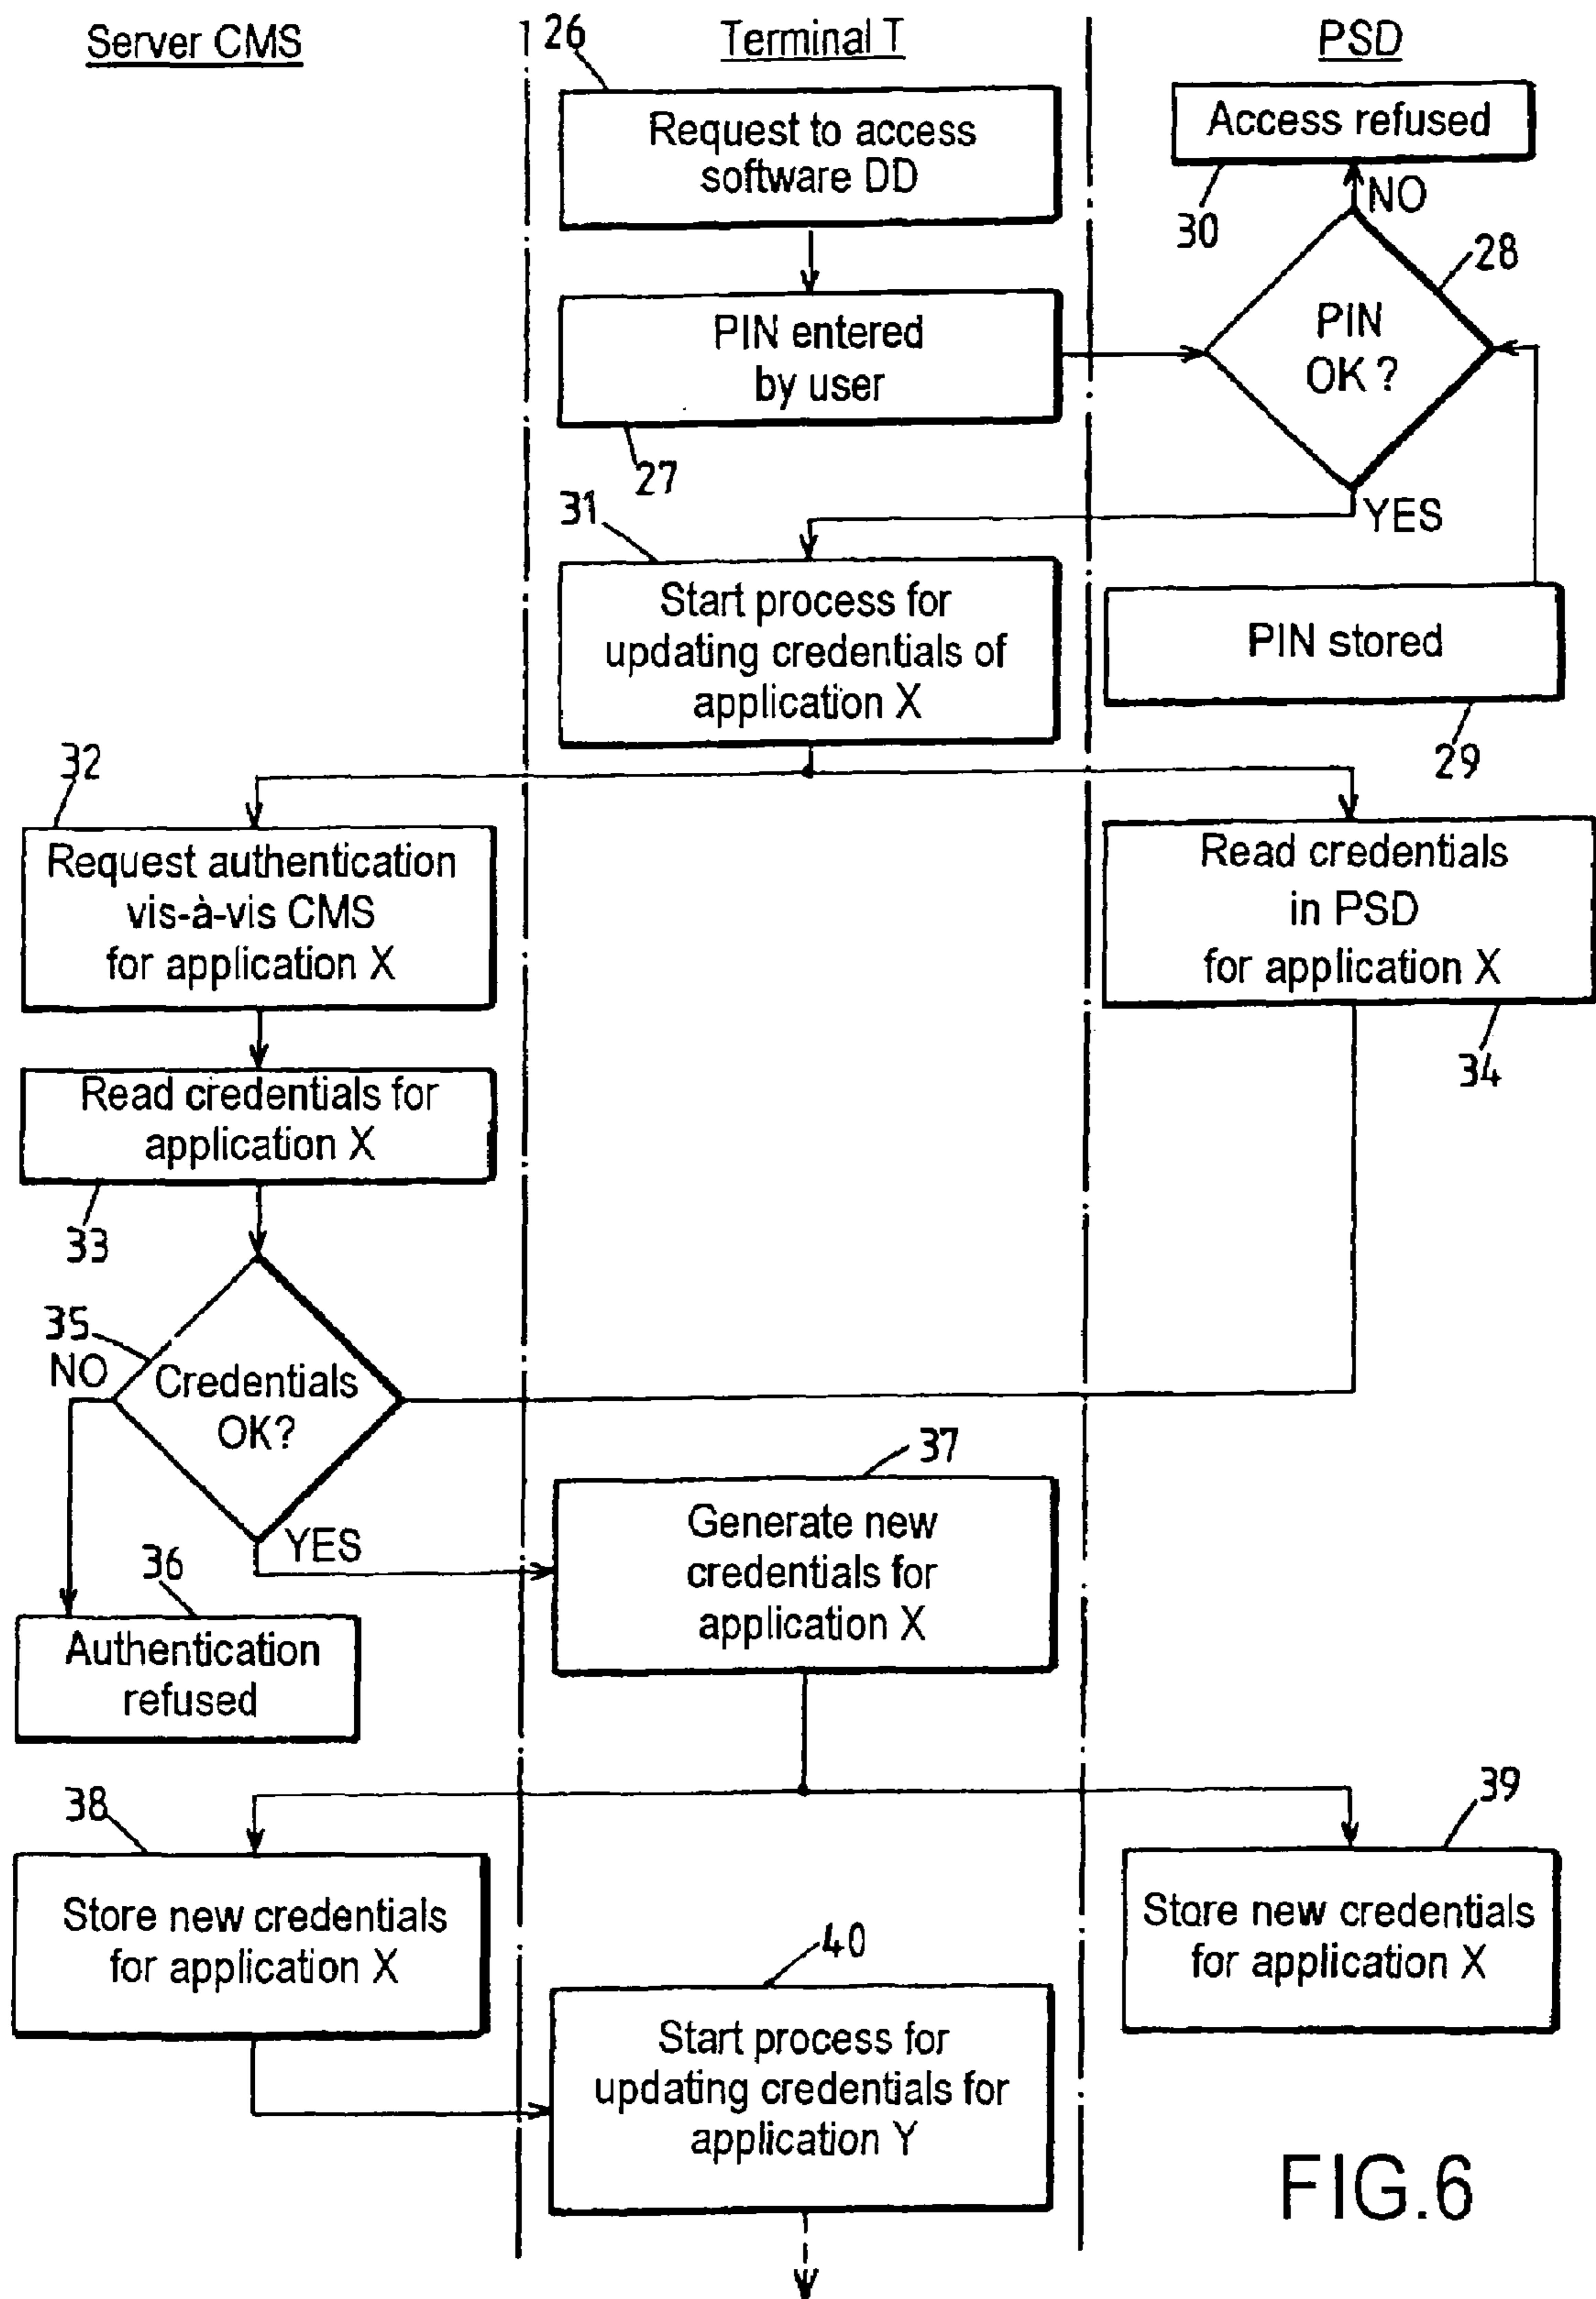 Server CMS
Terminal T
PSD
26
Request to access
software DD
Access refused
30
NO
28
PIN
OK ?
PIN entered
by user
27
YES
31
Start process for
updating credentials of
application X
PIN stored
29
32
Request authentication
vis-à-vis CMS
for application X
Read credentials
in PSD
for application X
34
Read credentials for
application X
33
35
NO
Credentials
OK?
YES
37
Generate new
credentials for
application X
36
Authentication
refused
38
Store new credentials
for application X
39
Store new credentials
for application X
40
Start process for
updating credentials for
application Y
FIG.6